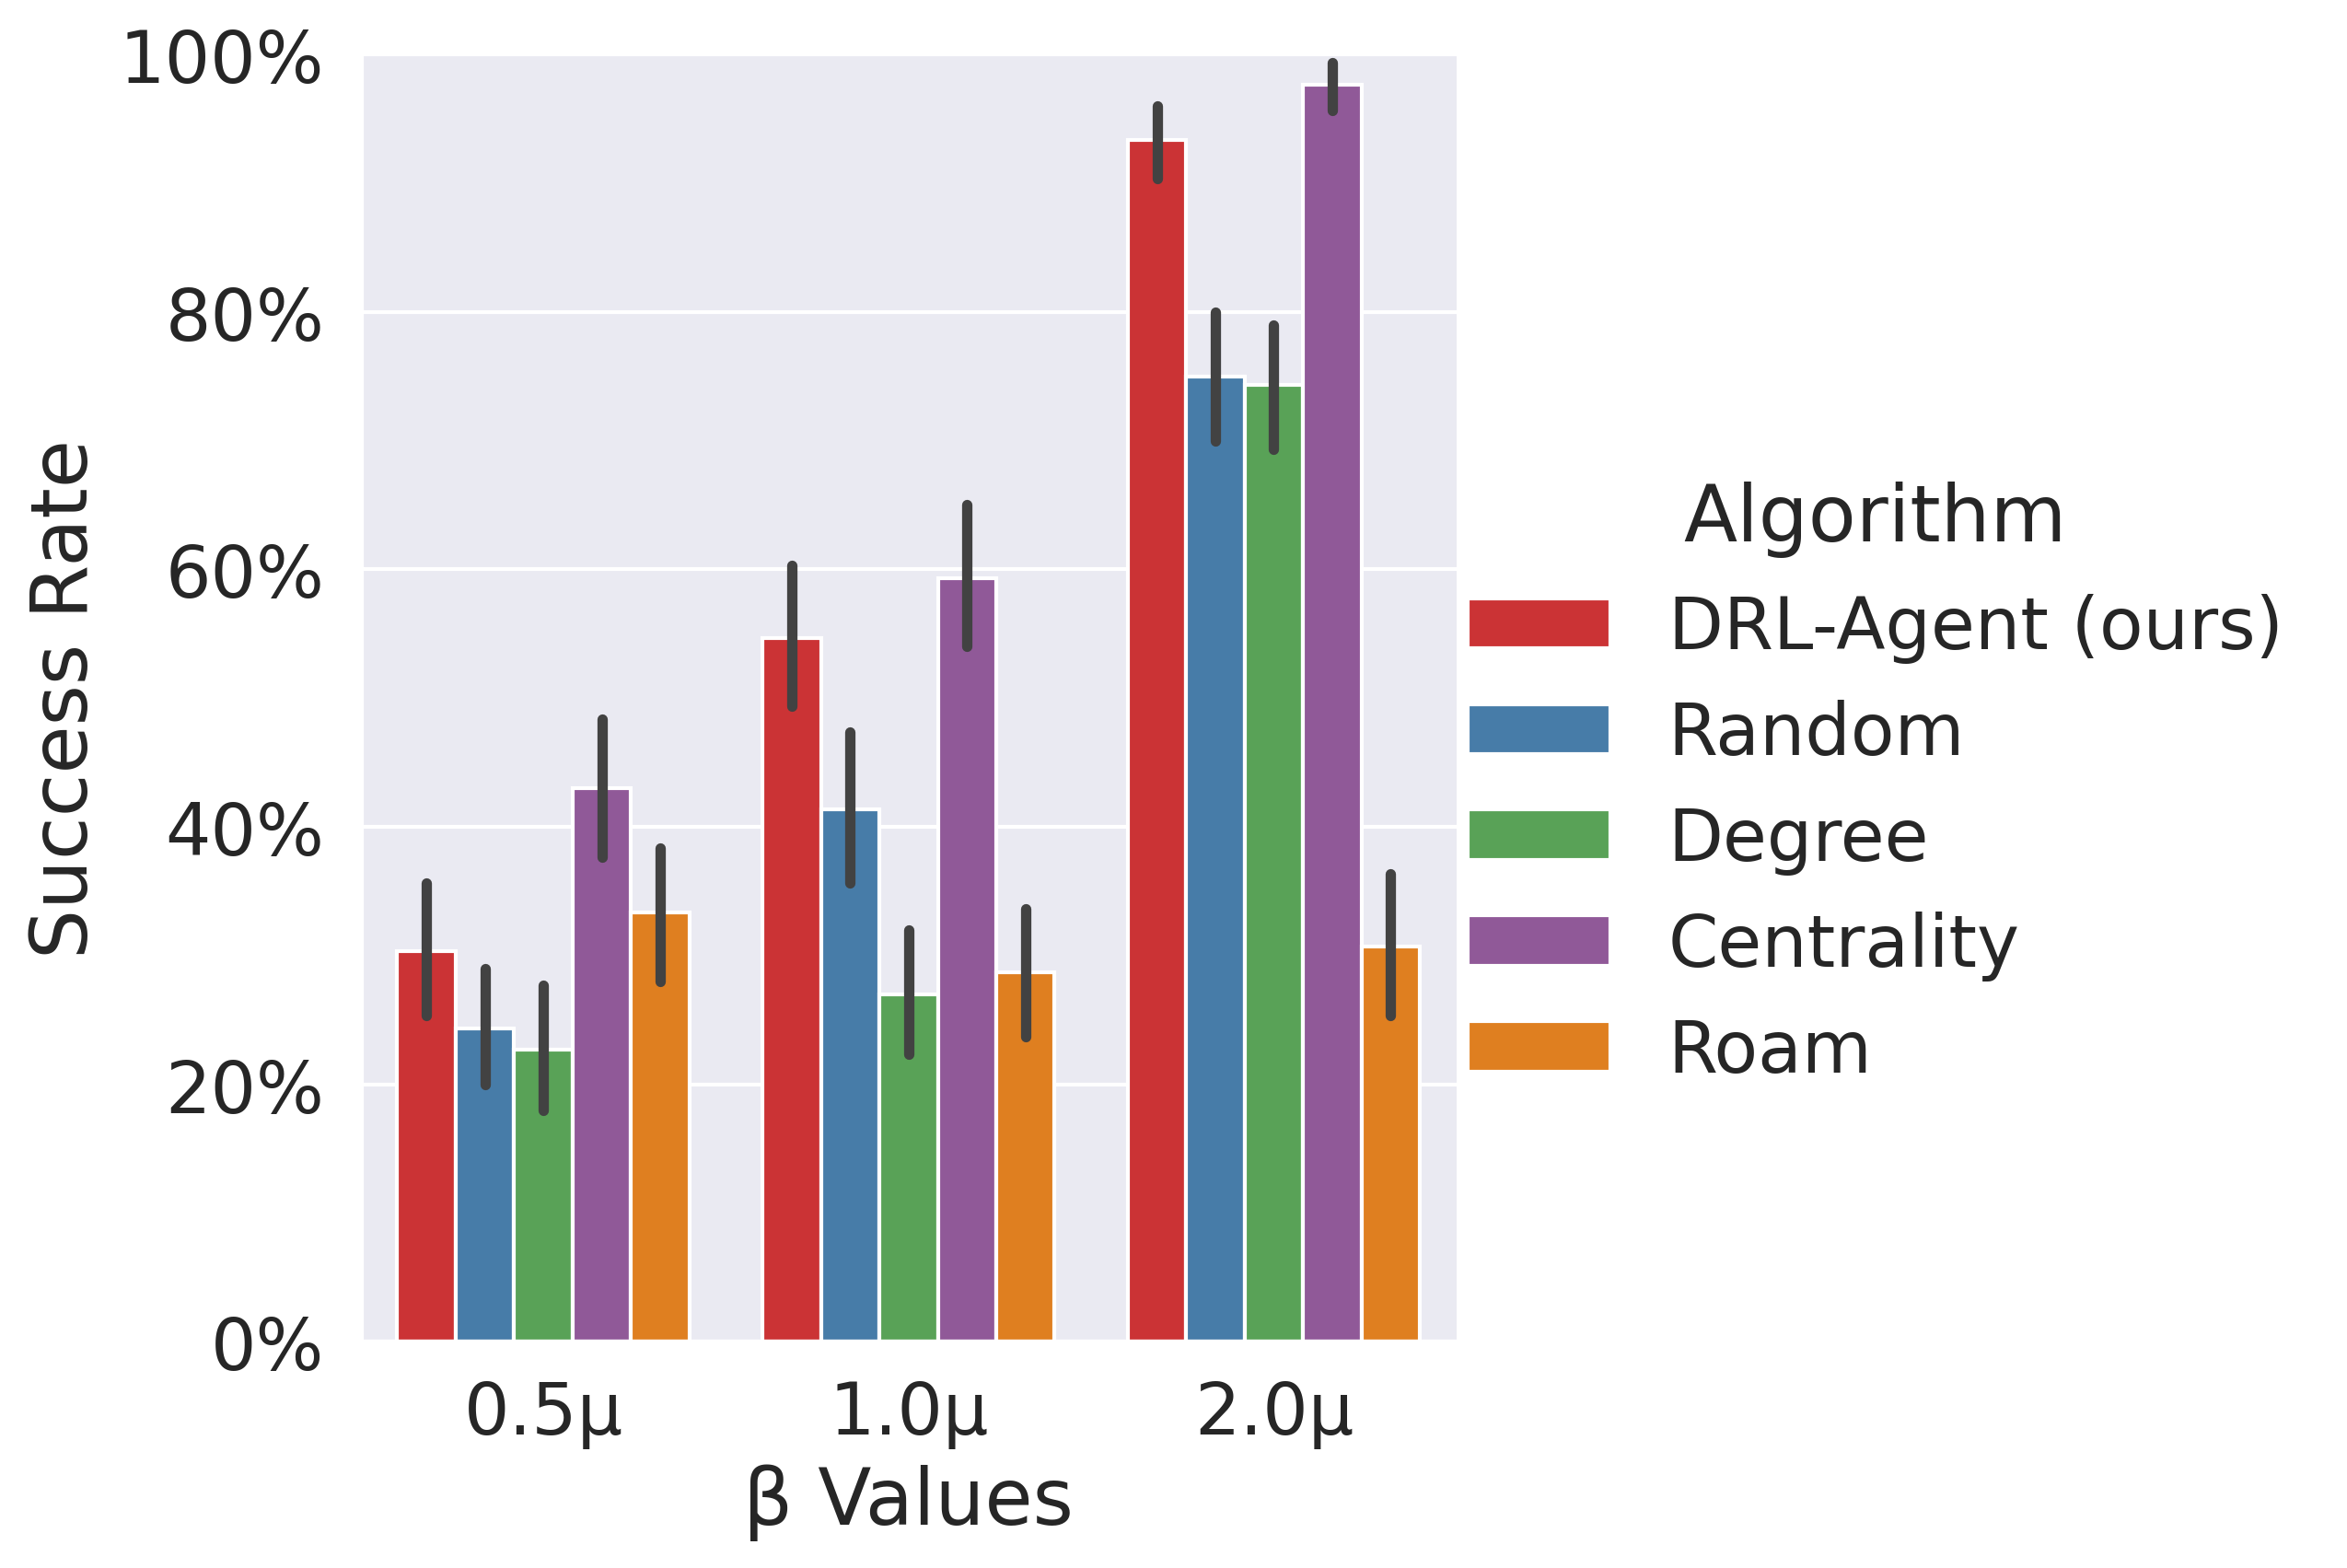 100%
80%
60%
40%
20%
0%
Success Rate
0.5μ
1.0μ
2.0μ
β Values
Algorithm
DRL-Agent (ours)
Random
Degree
Centrality
Roam